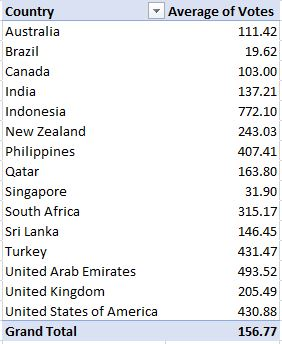 Country Average of Votes
Australia 111.42
Brazil 19.62
Canada 103.00
India 137.21
Indonesia 772.10
New Zealand 243.03
Philippines 407.41
Qatar 163.80
Singapore 31.90
South Africa 315.17
Sri Lanka 146.45
Turkey 431.47
United Arab Emirates 493.52
United Kingdom 205.49
United States of America 430.88
Grand Total 156.77